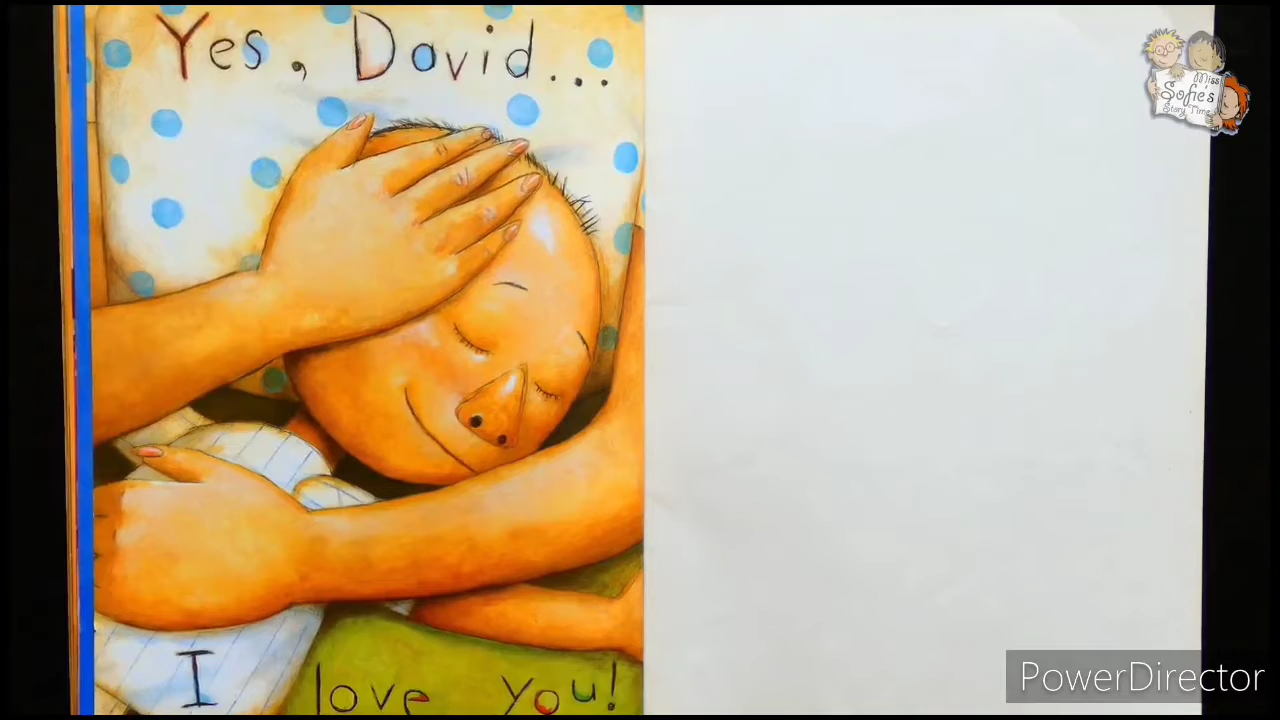 Yes, David...
I love you!
Miss
Sofie's
Story Time
PowerDirector